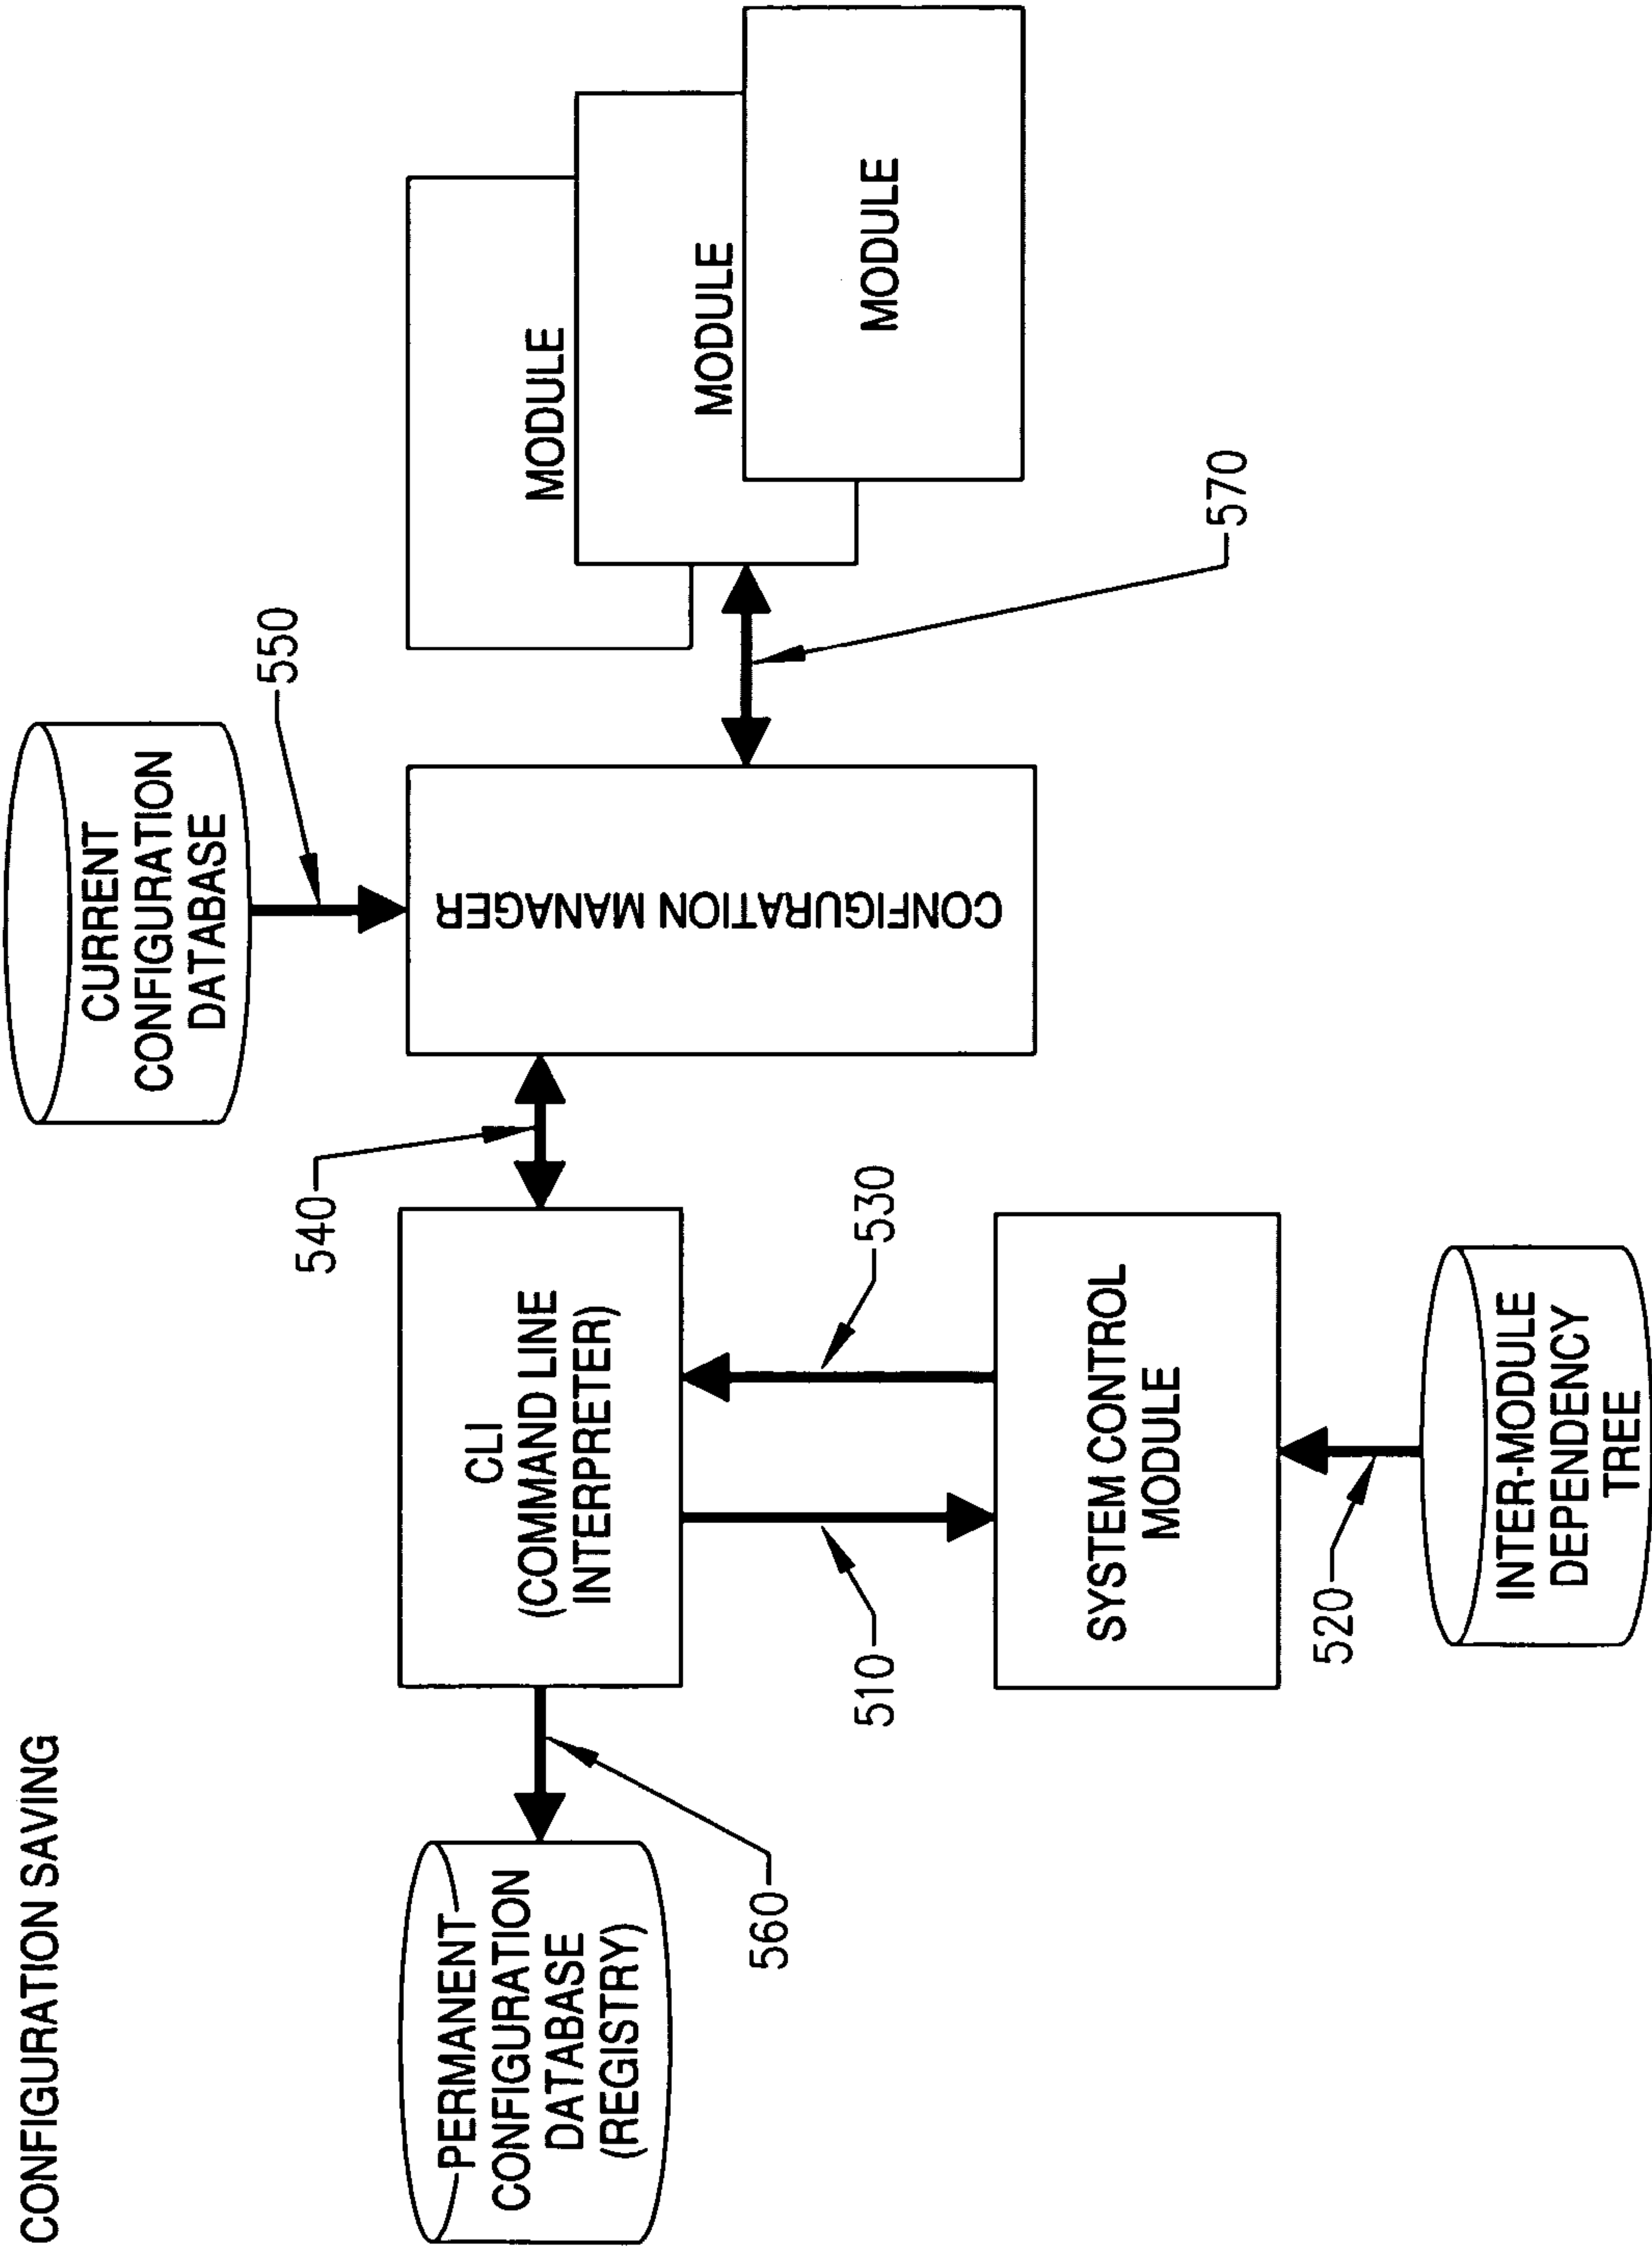 CONFIGURATION SAVING
CURRENT
CONFIGURATION
DATABASE
550
PERMANENT
CONFIGURATION
DATABASE
(REGISTRY)
560
CLI
(COMMAND LINE
INTERPRETER)
540
CONFIGURATION MANAGER
MODULE
MODULE
MODULE
570
510
530
SYSTEM CONTROL
MODULE
520
INTER-MODULE
DEPENDENCY
TREE